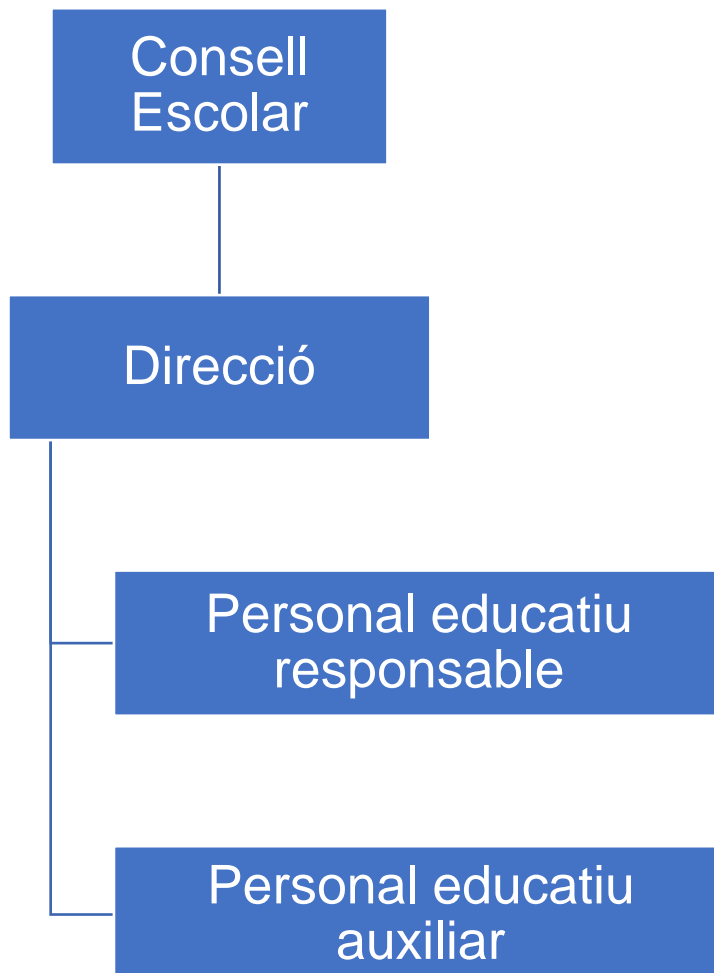 Consell
Escolar
Direcció
Personal educatiu
responsable
Personal educatiu
auxiliar